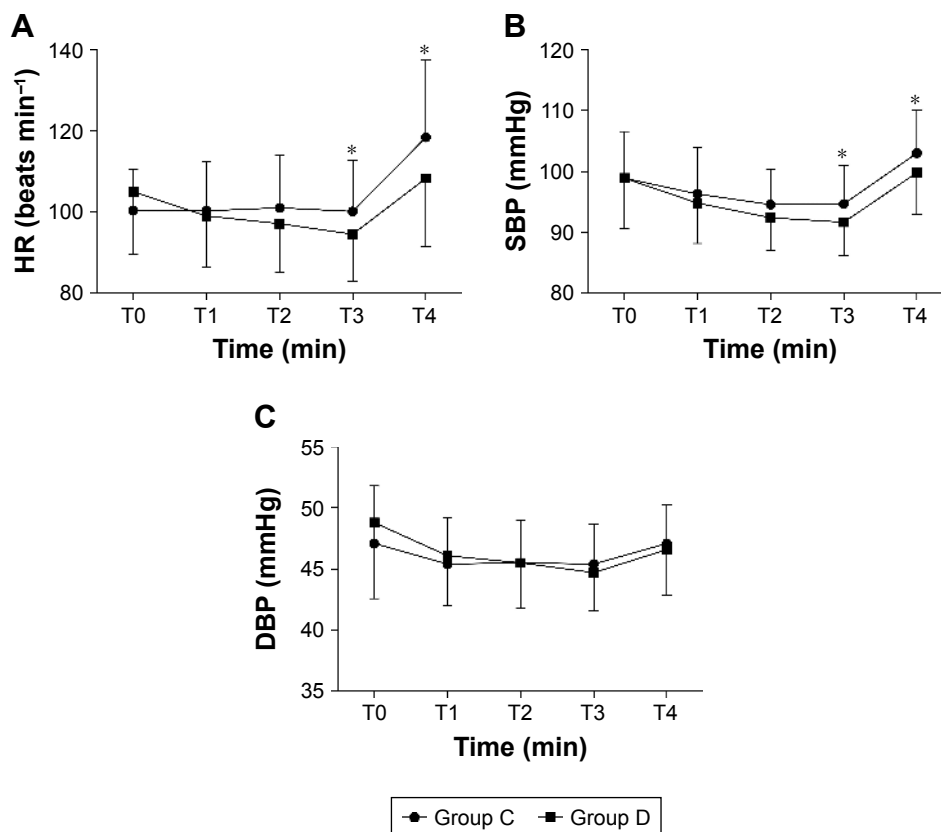 A
HR (beats min⁻¹)
140
120
100
80
*
*
T0 T1 T2 T3 T4
Time (min)
B
SBP (mmHg)
120
110
100
90
80
*
*
T0 T1 T2 T3 T4
Time (min)
C
DBP (mmHg)
55
50
45
40
35
T0 T1 T2 T3 T4
Time (min)
Group C Group D